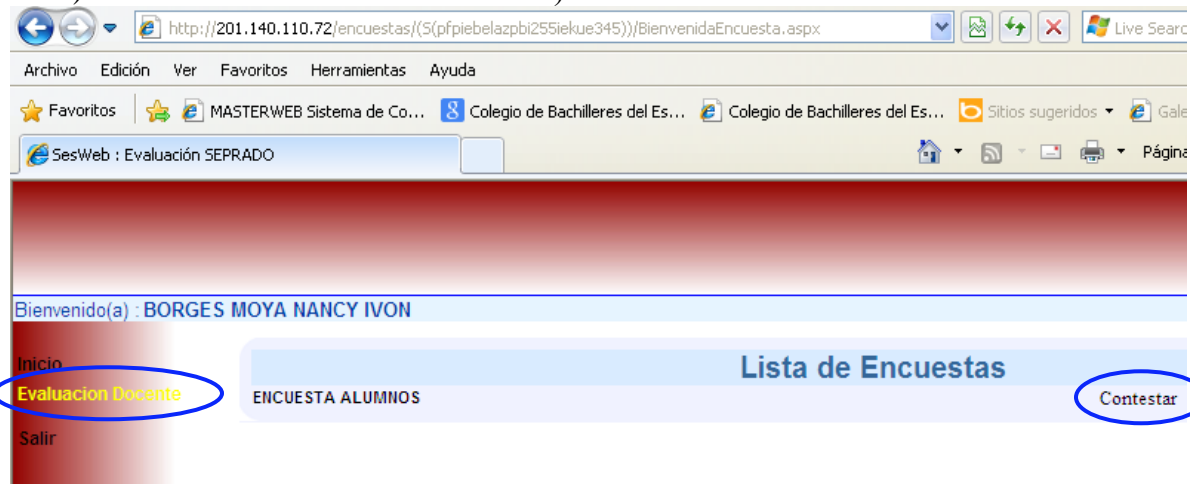 http://201.140.110.72/encuestas/(S(pfpiebelazpbi255iekue345))/BienvenidaEncuesta.aspx Live Searc
Archivo Edición Ver Favoritos Herramientas Ayuda
Favoritos MASTERWEB Sistema de Co... Colegio de Bachilleres del Es... Colegio de Bachilleres del Es... Sitios sugeridos Gale
SesWeb : Evaluación SEPRADO Página
Bienvenido(a) : BORGES MOYA NANCY IVON
Inicio
Lista de Encuestas
Evaluacion Docente
ENCUESTA ALUMNOS Contestar
Salir